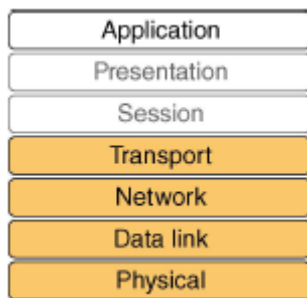 Application
Presentation
Session
Transport
Network
Data link
Physical